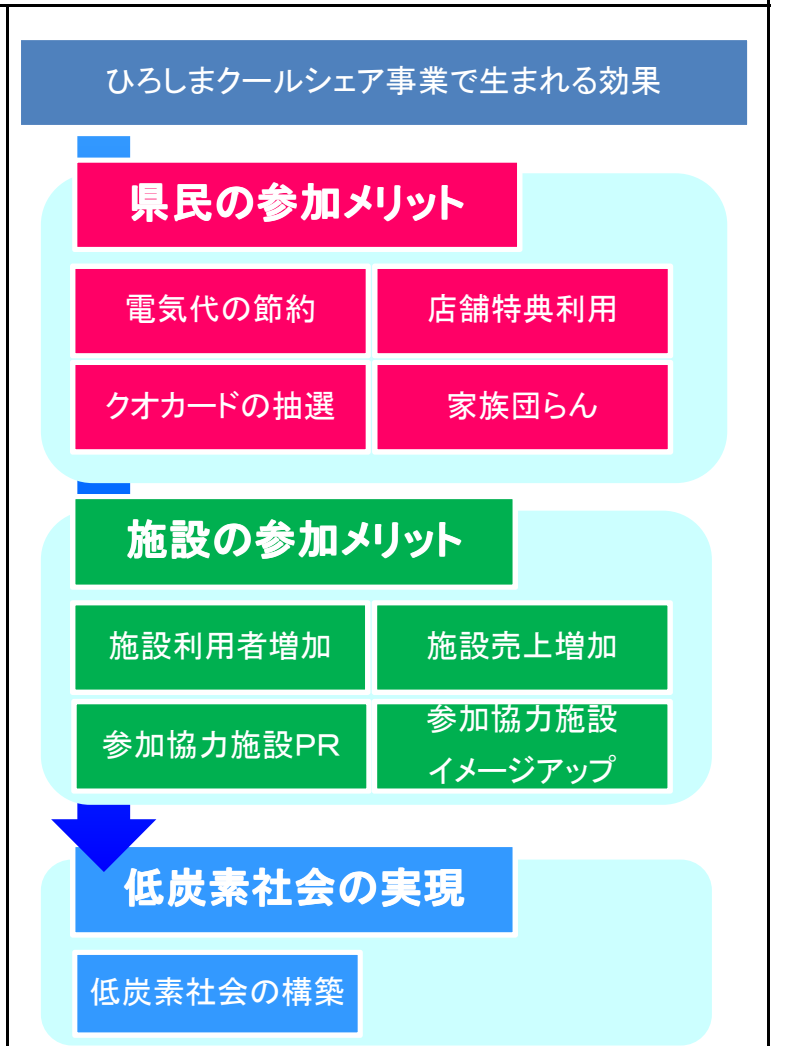 ひろしまクールシェア事業で生まれる効果
県民の参加メリット
電気代の節約
店舗特典利用
クオカードの抽選
家族団らん
施設の参加メリット
施設利用者増加
施設売上増加
参加協力施設ＰＲ
参加協力施設
イメージアップ
低炭素社会の実現
低炭素社会の構築